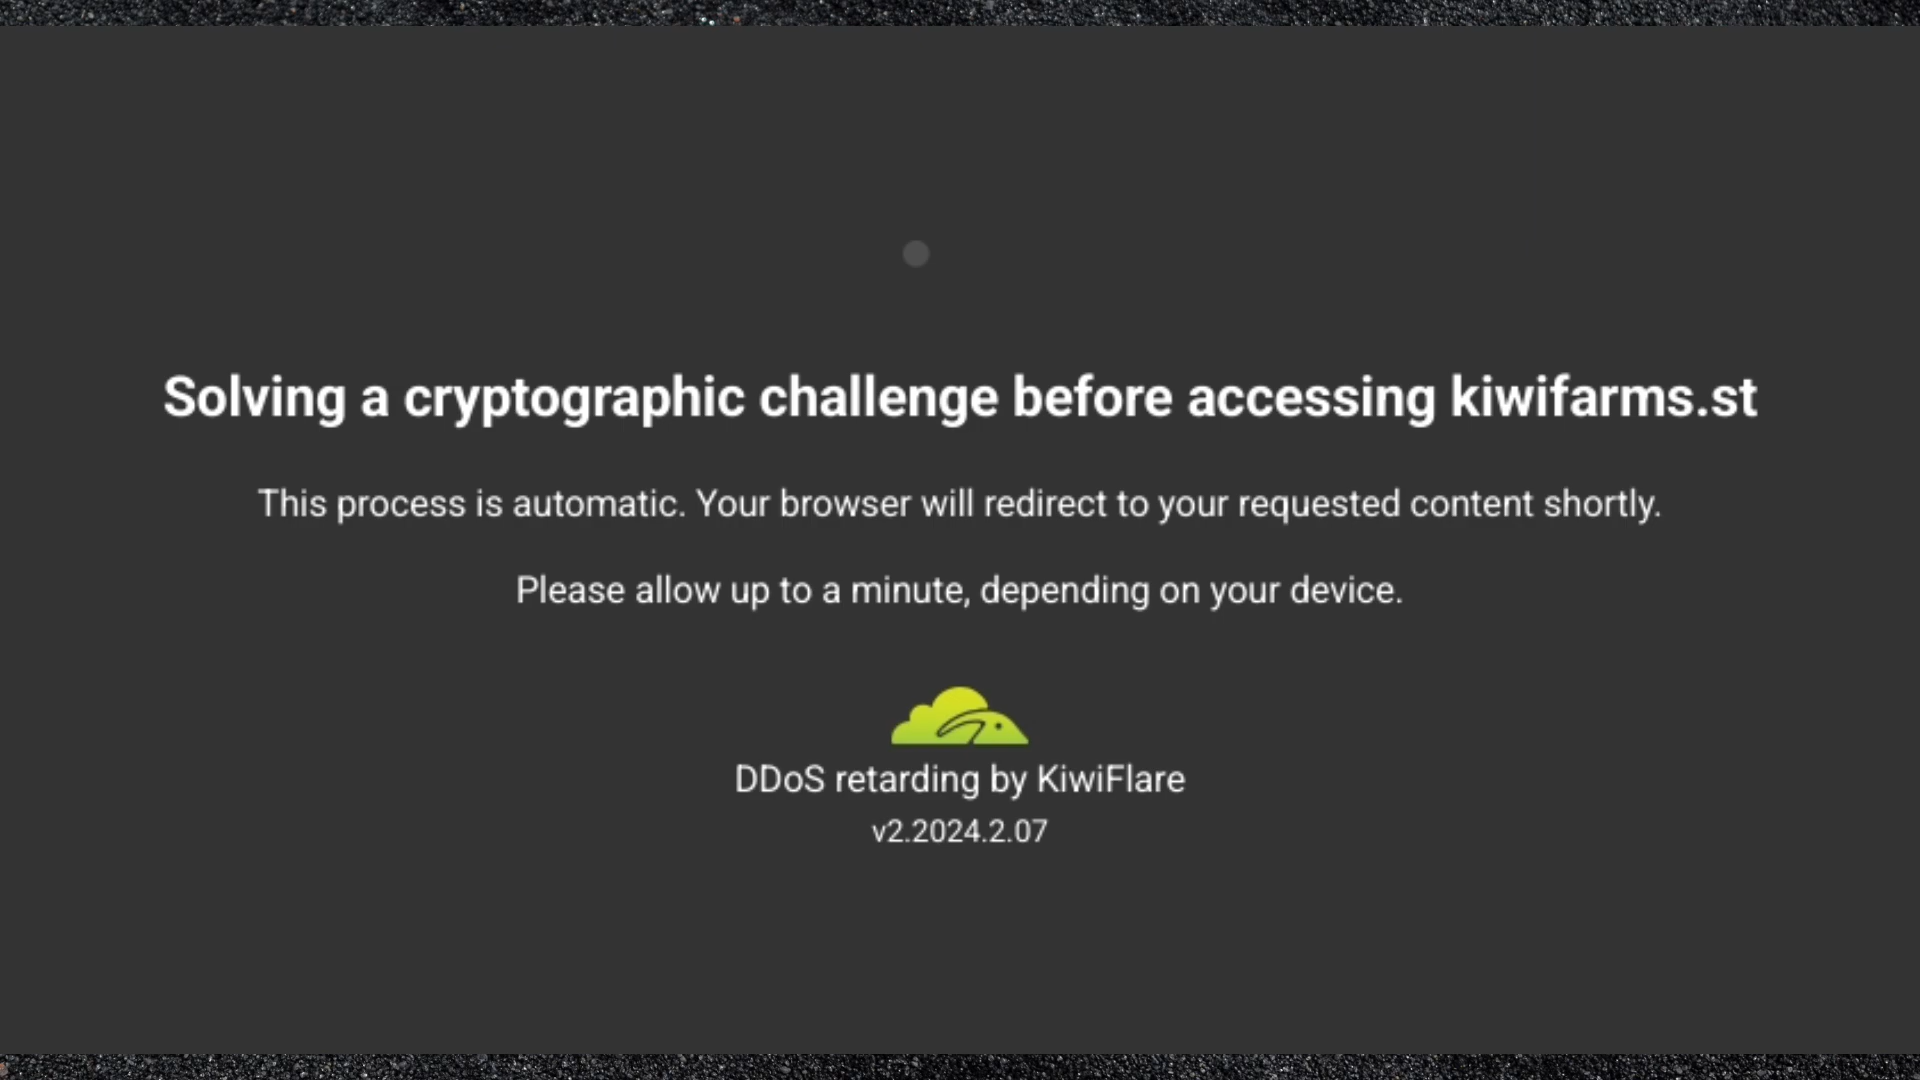 Solving a cryptographic challenge before accessing kiwifarms.st
This process is automatic. Your browser will redirect to your requested content shortly.
Please allow up to a minute, depending on your device.
DDoS retarding by KiwiFlare
v2.2024.2.07